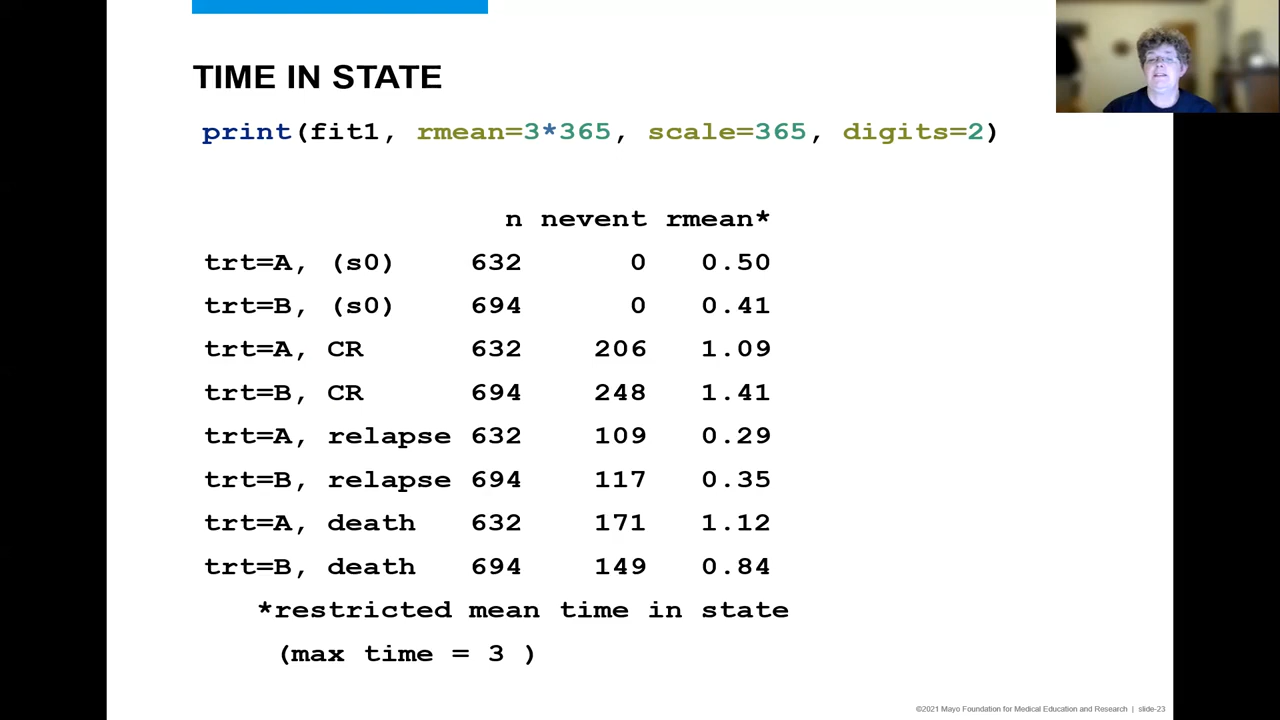 TIME IN STATE
print(fit1, rmean=3*365, scale=365, digits=2)
n nevent rmean*
trt=A, (s0) 632 0 0.50
trt=B, (s0) 694 0 0.41
trt=A, CR 632 206 1.09
trt=B, CR 694 248 1.41
trt=A, relapse 632 109 0.29
trt=B, relapse 694 117 0.35
trt=A, death 632 171 1.12
trt=B, death 694 149 0.84
*restricted mean time in state
(max time = 3 )
©2021 Mayo Foundation for Medical Education and Research | slide-23